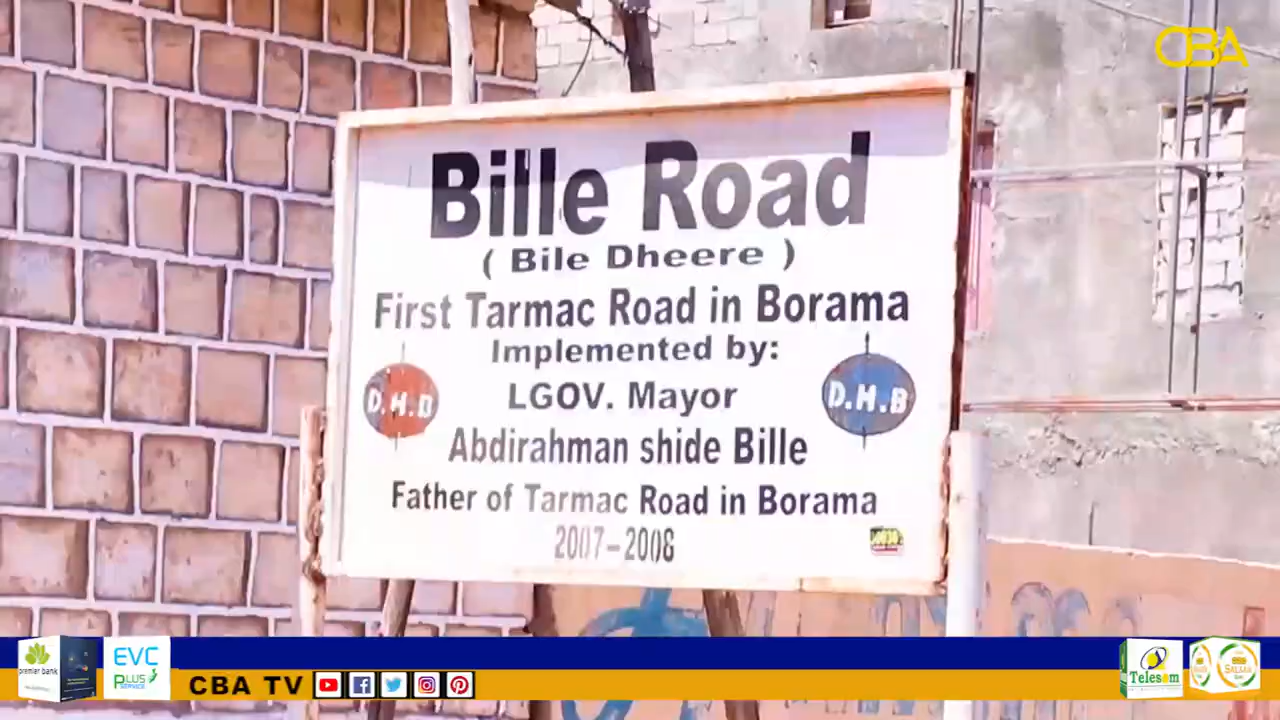 CBA
Bille Road
( Bile Dheere )
First Tarmac Road in Borama
Implemented by:
LGOV. Mayor
D.H.B
D.H.B
Abdirahman shide Bille
Father of Tarmac Road in Borama
2007-2008
premier bank
EVC
PLUS
SERVICE
CBA TV
Telesom